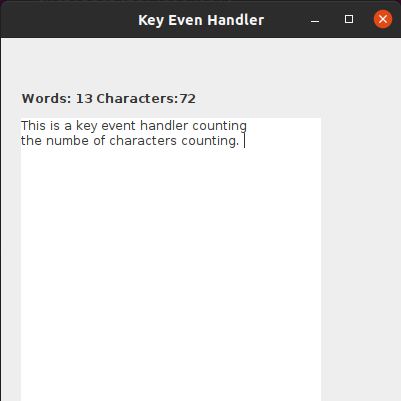 Key Even Handler
Words: 13 Characters:72
This is a key event handler counting
the numbe of characters counting.